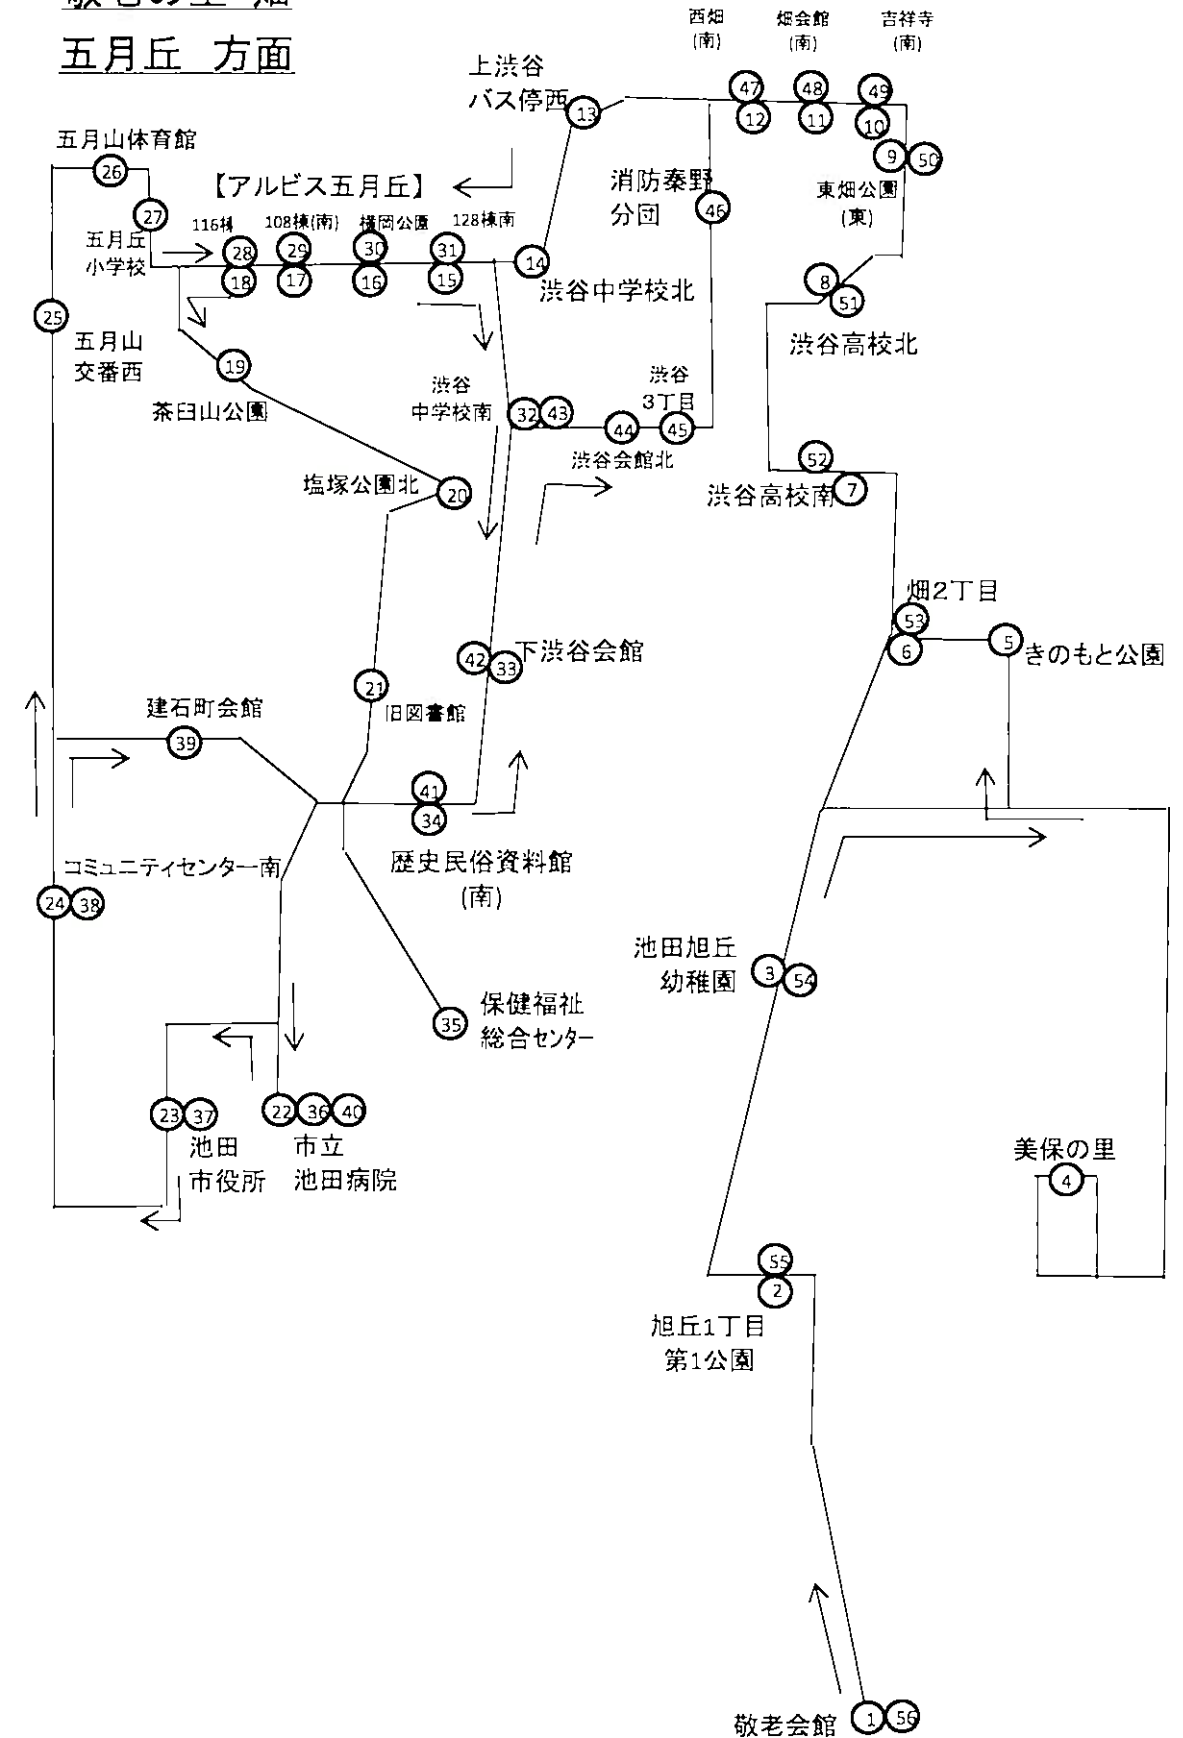 五月丘 方面
西畑
(南)
畑会館
(南)
吉祥寺
(南)
47
48
49
12
11
10
上渋谷
バス停西
13
9
50
東畑公園
(東)
五月山体育館
26
【アルビス五月丘】
消防秦野
分団
46
27
116棟
108棟(南)
横岡公園
128棟南
五月丘
小学校
28
29
30
31
18
17
16
15
14
渋谷中学校北
8
51
渋谷高校北
25
五月山
交番西
19
茶臼山公園
渋谷
中学校南
32
43
44
45
渋谷
3丁目
渋谷会館北
52
7
渋谷高校南
塩塚公園北
20
畑2丁目
53
6
5
きのもと公園
42
33
下渋谷会館
21
旧図書館
建石町会館
39
41
34
歴史民俗資料館
(南)
コミュニティセンター南
24
38
池田旭丘
幼稚園
3
54
35
保健福祉
総合センター
23
37
池田
市役所
22
36
40
市立
池田病院
美保の里
4
55
2
旭丘1丁目
第1公園
敬老会館
1
56